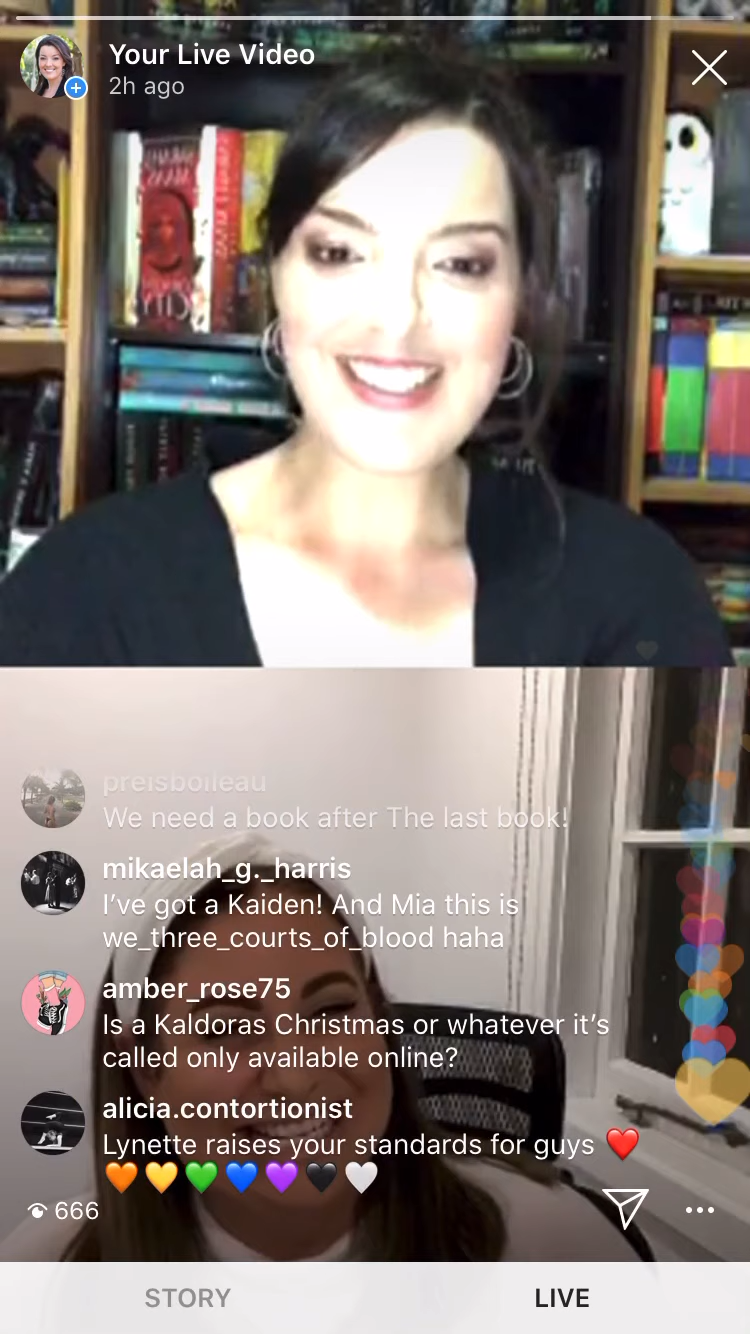 Your Live Video
2h ago
CITY
preisboileau
We need a book after The last book!
mikaelah_g._harris
I’ve got a Kaiden! And Mia this is
we_three_courts_of_blood haha
amber_rose75
Is a Kaldoras Christmas or whatever it’s
called only available online?
alicia.contortionist
Lynette raises your standards for guys ❤️
🧡 💛 💚 💙 💜 🖤 🤍
666
STORY
LIVE